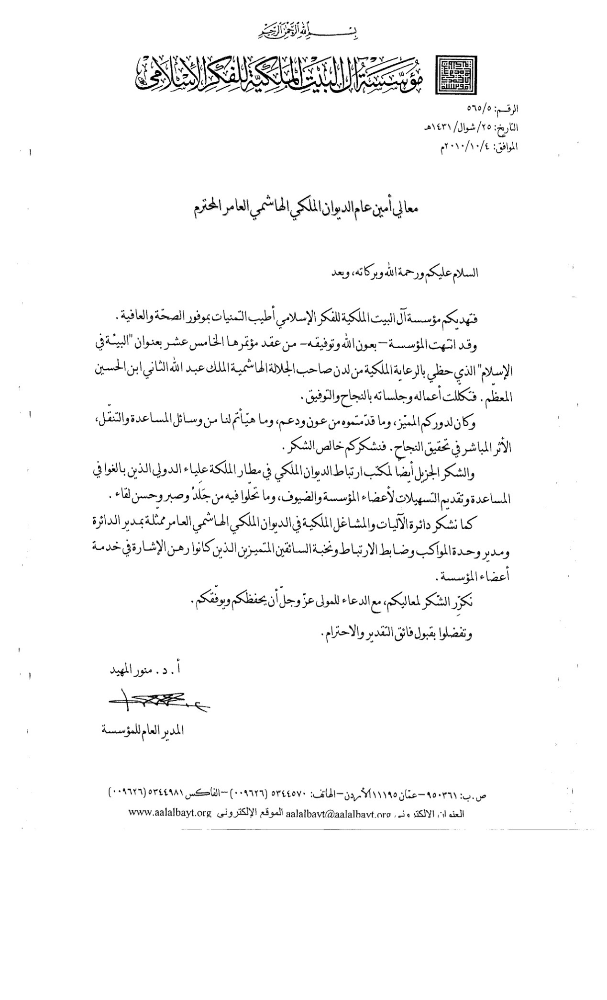 بسم الله الرحمن الرحيم
مؤسسة آل البيت الملكية للفكر الإسلامي
الرقـم: ٥٦٥/٥
التاريخ: ٢٥/ شوال/ ١٤٣١هـ
الموافق: ٢٠١٠/١٠/٤م
معالي أمين عام الديوان الملكي الهاشمي العامر المحترم
السلام عليكم ورحمة الله وبركاته، وبعد
فتهديكم مؤسسة آل البيت الملكية للفكر الإسلامي أطيب التمنيات بموفور الصحّة والعافية.
وقد انتهت المؤسسة – بعون الله وتوفيقه – من عقد مؤتمرها الخامس عشر بعنوان "البيئة في
الإسلام" الذي حظي بالرعاية الملكية من لدن صاحب الجلالة الهاشمية الملك عبد الله الثاني ابن الحسين
المعظّم. فتكلّلت أعماله وجلساته بالنجاح والتوفيق.
وكان لدوركم المميّز، وما قدّمتموه من عون ودعم، وما هيّأتم لنا من وسائل المساعدة والتنقّل،
الأثر المباشر في تحقيق النجاح. فنشكركم خالص الشكر.
والشكر الجزيل أيضاً لمكتب ارتباط الديوان الملكي في مطار الملكة علياء الدولي الذين بالغوا في
المساعدة وتقديم التسهيلات لأعضاء المؤسسة والضيوف، وما تحلّوا فيه من جَلَدْ وصبر وحسن لقاء.
كما نشكر دائرة الآليات والمشاغل الملكية في الديوان الملكي الهاشمي العامر ممثّلة بمدير الدائرة
ومدير وحدة المواكب وضابط الارتباط ونخبة السائقين المتميزين الذين كانوا رهن الإشارة في خدمة
أعضاء المؤسسة.
نكرِّر الشّكر لمعاليكم، مع الدعاء للمولى عزّ وجلّ أن يحفظكم ويوفّقكم.
وتفضلوا بقبول فائق التقدير والاحترام.
أ. د. منور المهيد
المدير العام للمؤسسة
ص.ب: ٩٥٠٣٦١ – عمّان ١١١٩٥ الأردن – الهاتف: ٥٣٤٤٥٧٠ (٠٠٩٦٢٦) – الفاكس ٥٣٤٤٩٨١ (٠٠٩٦٢٦)
العنوان الالكتروني aalalbayt@aalalbayt.org الموقع الإلكتروني www.aalalbayt.org